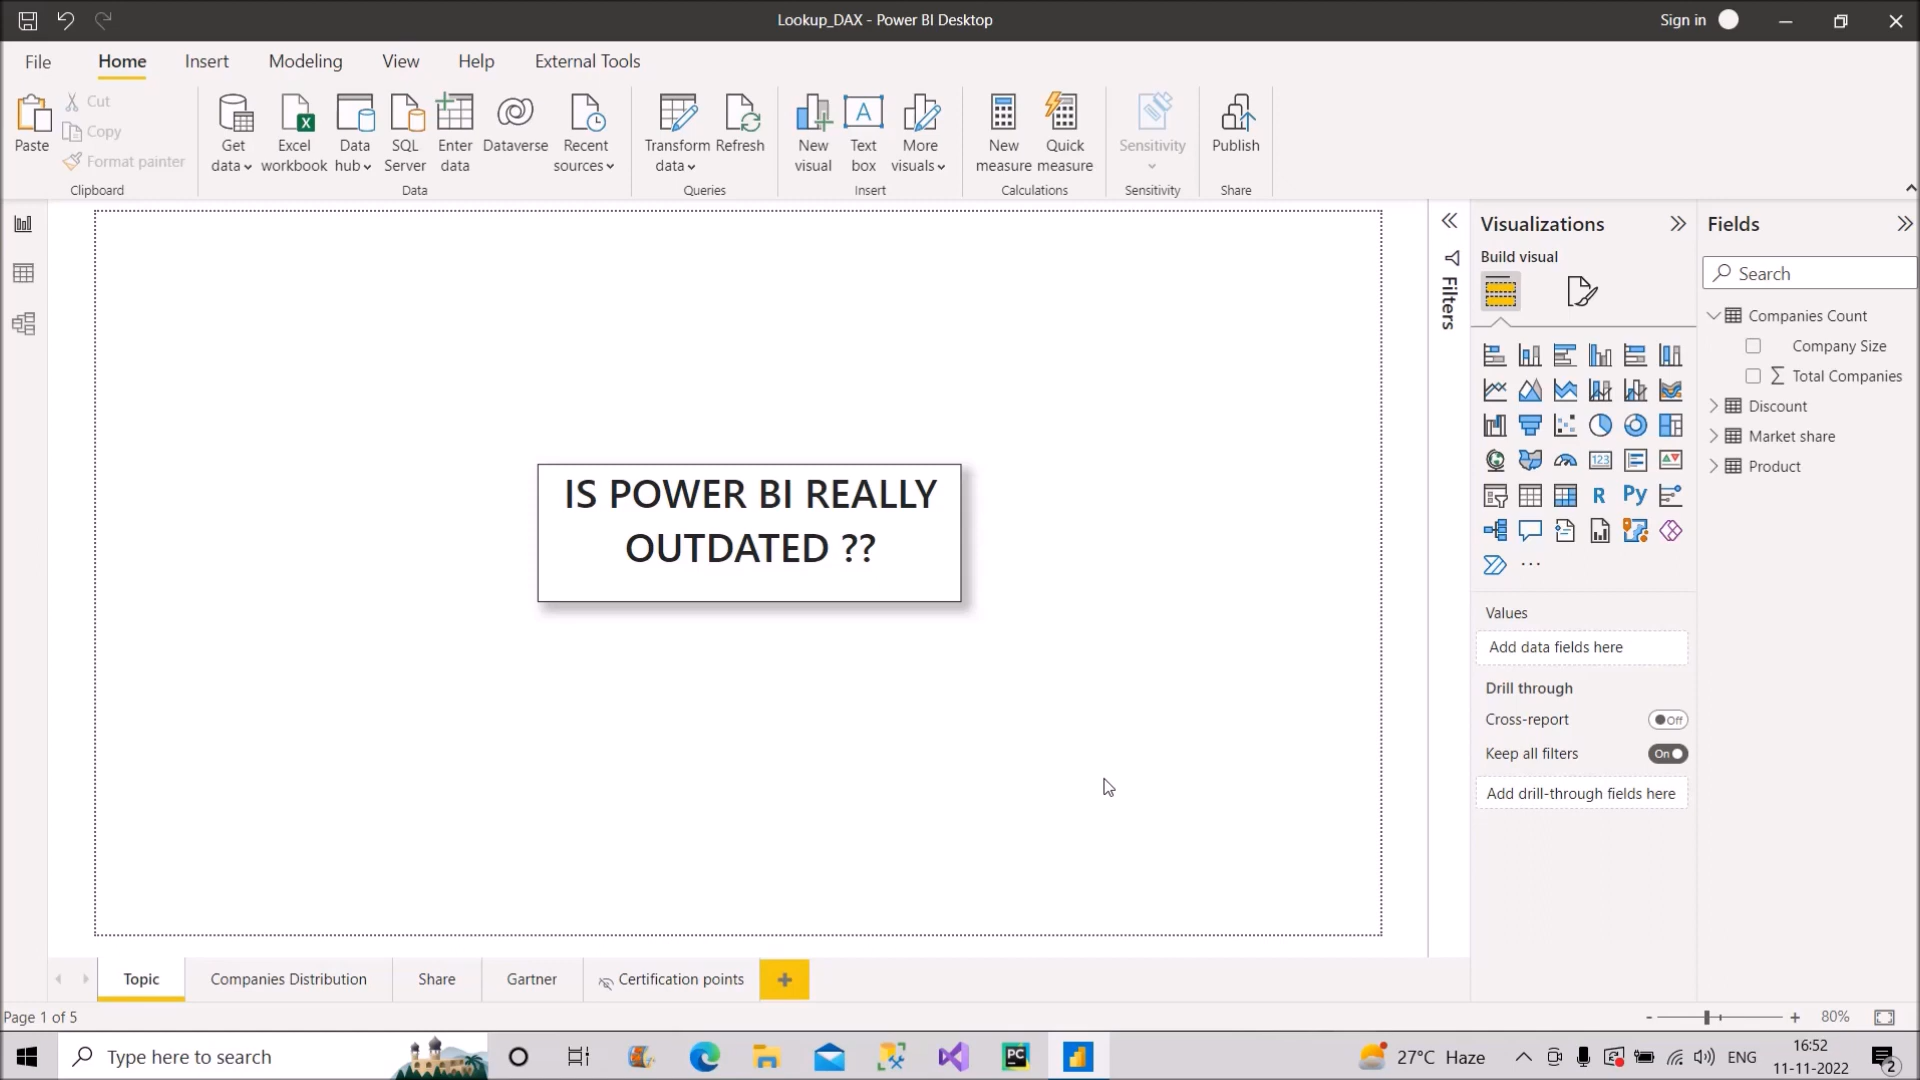 Lookup_DAX - Power BI Desktop
Sign in
File
Home
Insert
Modeling
View
Help
External Tools
Paste
Cut
Copy
Format painter
Clipboard
Get
data
Excel
workbook
Data
hub
SQL
Server
Enter
data
Dataverse
Recent
sources
Data
Transform
data
Refresh
Queries
New
visual
Text
box
More
visuals
Insert
New
measure
Quick
measure
Calculations
Sensitivity
Sensitivity
Publish
Share
IS POWER BI REALLY
OUTDATED ??
Filters
Visualizations
Build visual
123
R
Py
Values
Add data fields here
Drill through
Cross-report
Off
Keep all filters
On
Add drill-through fields here
Fields
Search
Companies Count
Company Size
Total Companies
Discount
Market share
Product
Topic
Companies Distribution
Share
Gartner
Certification points
Page 1 of 5
80%
Type here to search
PC
27°C Haze
ENG
16:52
11-11-2022
2